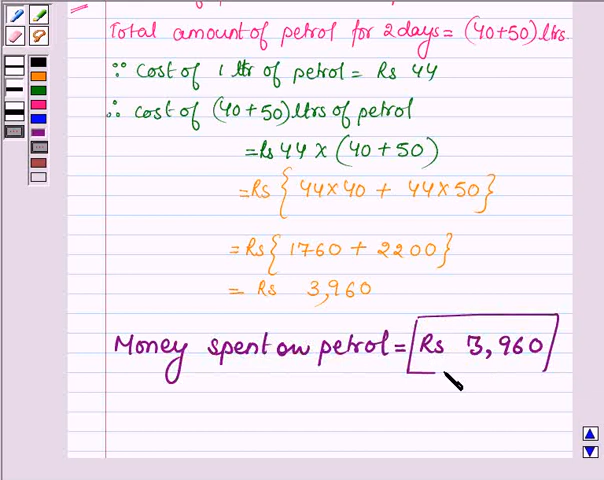 Total amount of petrol for 2 days = (40+50) ltrs.
∵ Cost of 1 ltr of petrol = Rs 44
∴ cost of (40+50) ltrs of petrol
= Rs 44 × (40 + 50)
= Rs { 44×40 + 44×50 }
= Rs { 1760 + 2200 }
= Rs 3,960
Money spent on petrol = Rs 3,960